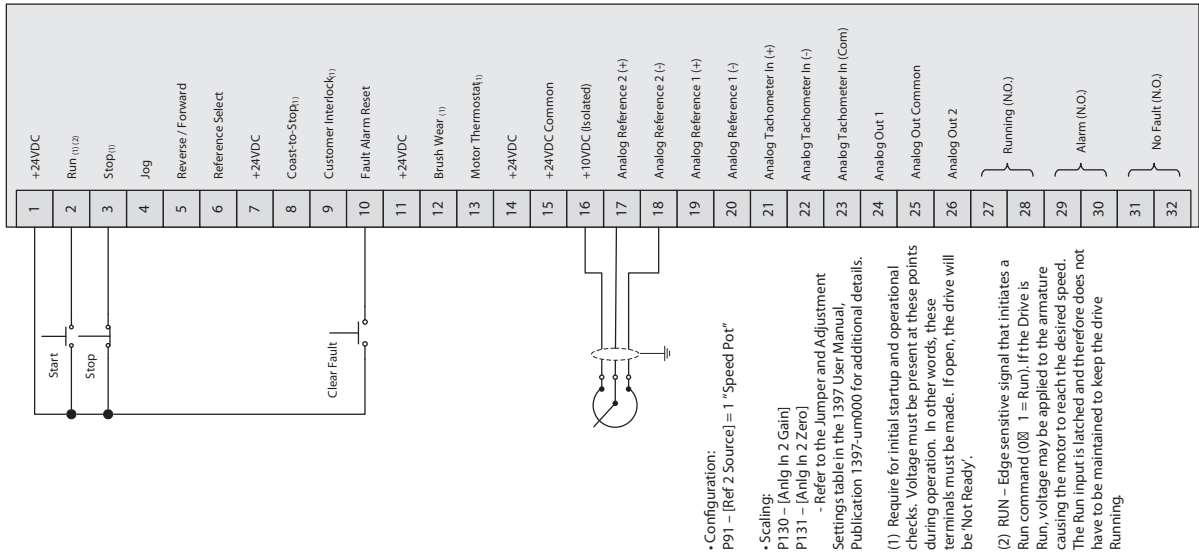 1 +24VDC
2 Run (1) (2)
3 Stop (1)
4 Jog
5 Reverse / Forward
6 Reference Select
7 +24VDC
8 Coast-to-Stop (1)
9 Customer Interlock (1)
10 Fault Alarm Reset
11 +24VDC
12 Brush Wear (1)
13 Motor Thermostat (1)
14 +24VDC
15 +24VDC Common
16 +10VDC (Isolated)
17 Analog Reference 2 (+)
18 Analog Reference 2 (-)
19 Analog Reference 1 (+)
20 Analog Reference 1 (-)
21 Analog Tachometer In (+)
22 Analog Tachometer In (-)
23 Analog Tachometer In (Com)
24 Analog Out 1
25 Analog Out Common
26 Analog Out 2
27
28
Running (N.O.)
29
30
Alarm (N.O.)
31
32
No Fault (N.O.)
Start
Stop
Clear Fault
• Configuration:
P91 – [Ref 2 Source] = 1 "Speed Pot"
• Scaling:
P130 – [Anlg In 2 Gain]
P131 – [Anlg In 2 Zero]
- Refer to the Jumper and Adjustment
Settings table in the 1397 User Manual,
Publication 1397-um000 for additional details.
(1) Require for initial startup and operational
checks. Voltage must be present at these points
during operation. In other words, these
terminals must be made. If open, the drive will
be 'Not Ready'.
(2) RUN – Edge sensitive signal that initiates a
Run command (0☒ 1 = Run). If the Drive is
Run, voltage may be applied to the armature
causing the motor to reach the desired speed.
The Run input is latched and therefore does not
have to be maintained to keep the drive
Running.